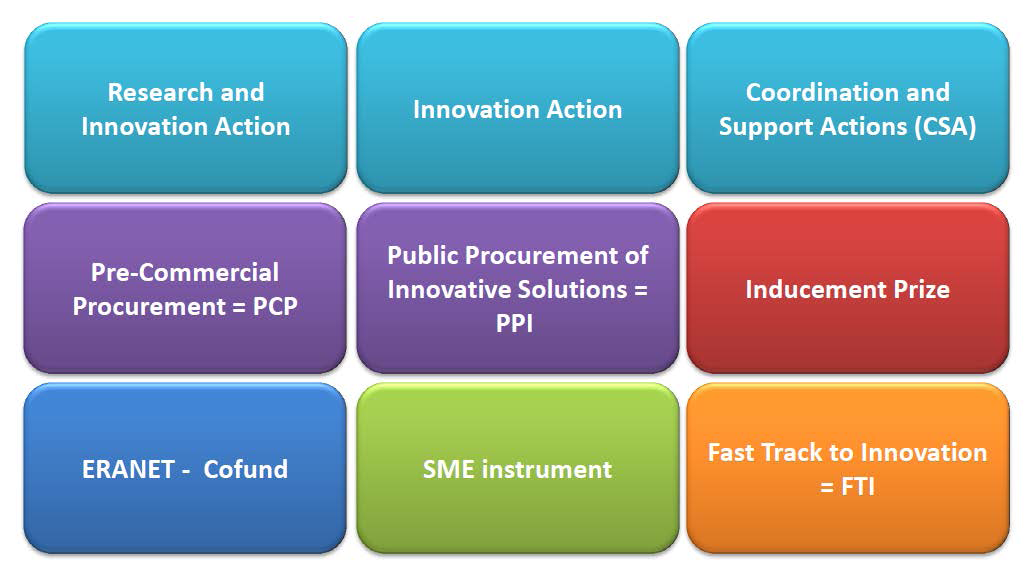 Research and
Innovation Action
Innovation Action
Coordination and
Support Actions (CSA)
Pre-Commercial
Procurement = PCP
Public Procurement of
Innovative Solutions =
PPI
Inducement Prize
ERANET -  Cofund
SME instrument
Fast Track to Innovation
= FTI